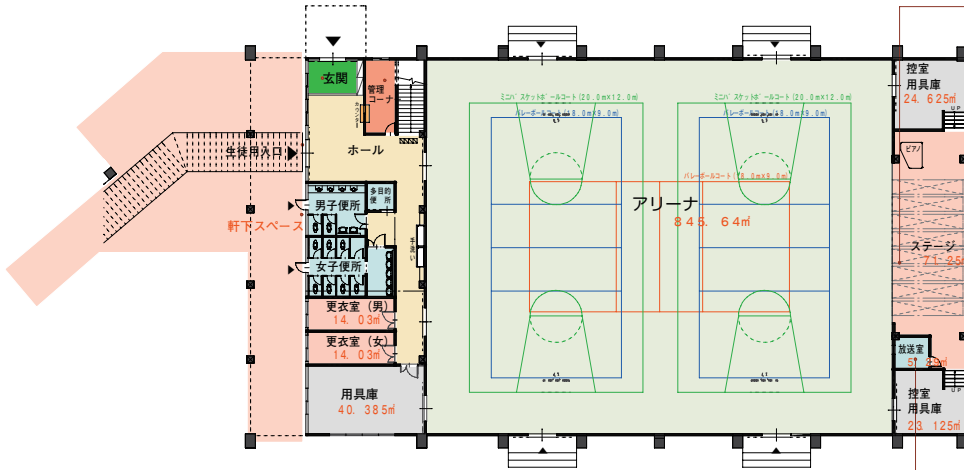 玄関
管理
コーナ
カウンター
ホール
生徒用入口
軒下スペース
男子便所
多目的
便所
手洗い
女子便所
更衣室(男)
14.03㎡
更衣室(女)
14.03㎡
用具庫
40.385㎡
ミニバスケットボールコート(20.0m×12.0m)
バレーボールコート(18.0m×9.0m)
ミニバスケットボールコート(20.0m×12.0m)
バレーボールコート(18.0m×9.0m)
バレーボールコート(18.0m×9.0m)
アリーナ
845.64㎡
控室
用具庫
24.625㎡
UP
ピアノ
ステージ
71.25㎡
放送室
控室
用具庫
23.125㎡
UP